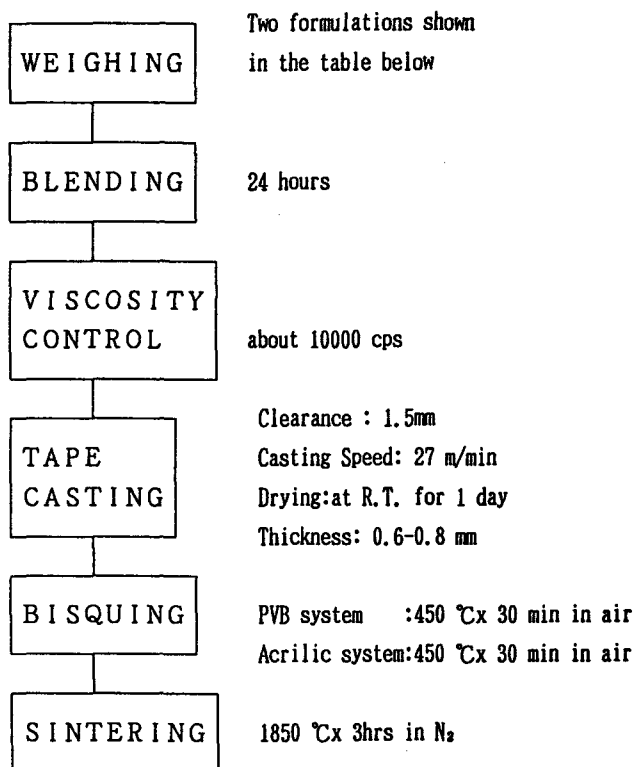 Two formulations shown
WEIGHING
in the table below
BLENDING
24 hours
VISCOSITY
CONTROL
about 10000 cps
Clearance : 1.5mm
TAPE
Casting Speed: 27 m/min
CASTING
Drying:at R.T. for 1 day
Thickness: 0.6-0.8 mm
BISQUING
PVB system :450 ℃x 30 min in air
Acrilic system:450 ℃x 30 min in air
SINTERING
1850 ℃x 3hrs in N₂